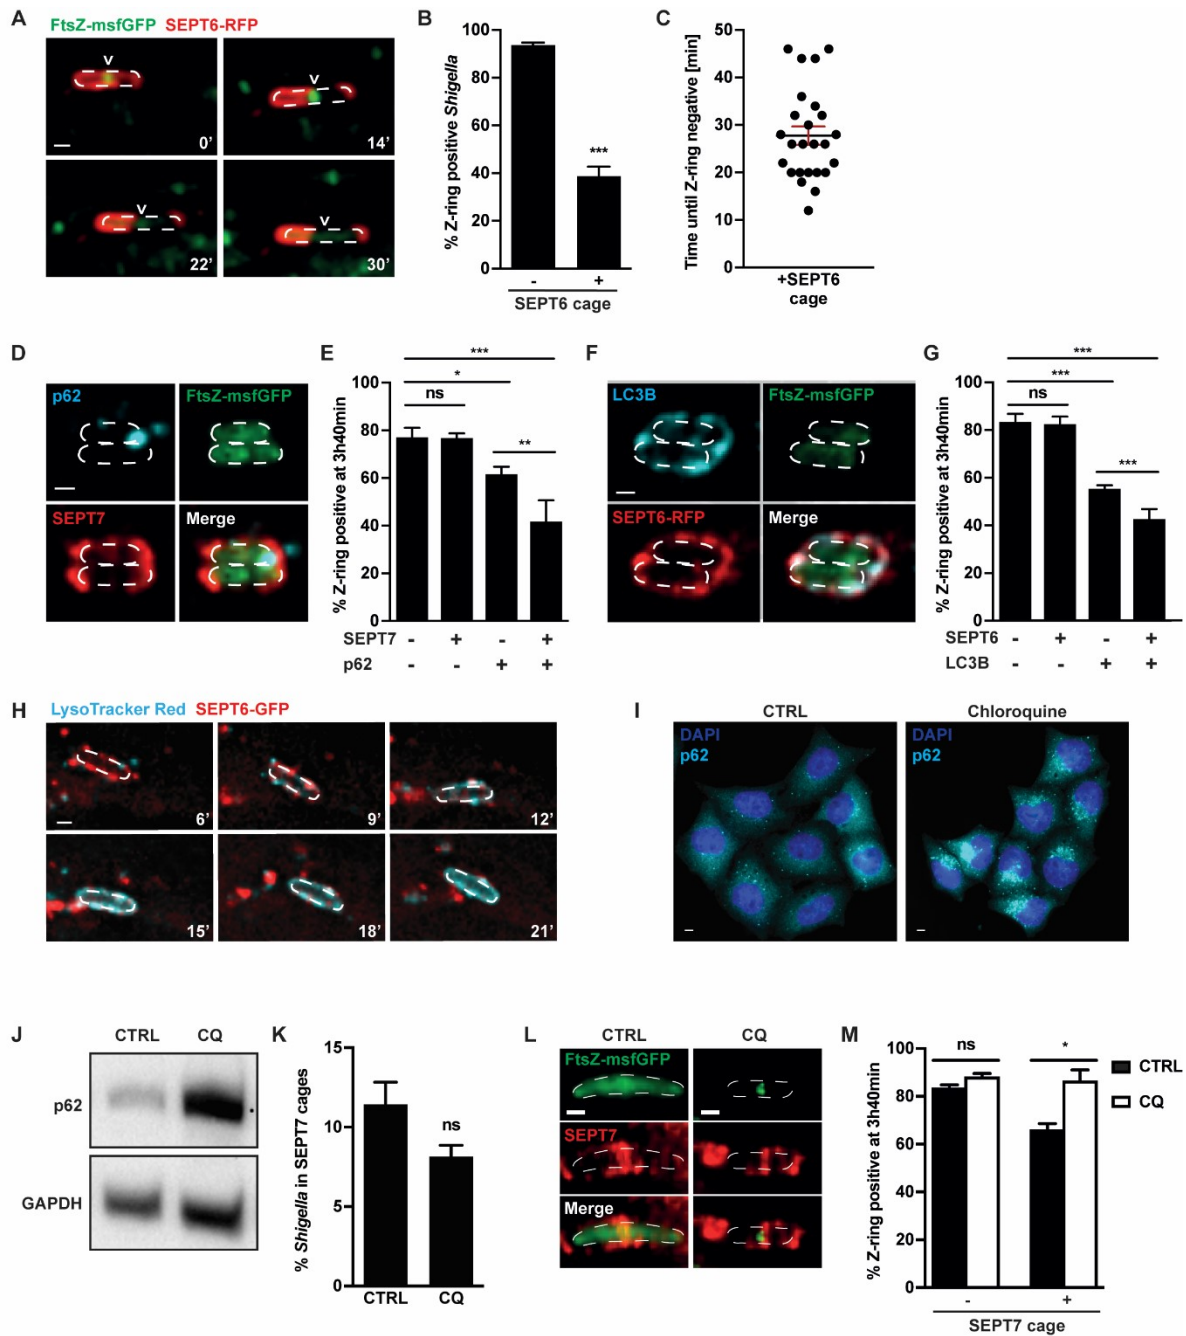 A
FtsZ-msfGFP SEPT6-RFP
v
0’
v
14’
v
22’
v
30’
B
% Z-ring positive Shigella
100
80
60
40
20
0
***
- +
SEPT6 cage
C
Time until Z-ring negative [min]
50
40
30
20
10
0
+SEPT6
cage
D
p62
FtsZ-msfGFP
SEPT7
Merge
E
% Z-ring positive at 3h40min
100
80
60
40
80
0
***
*
ns
**
SEPT7 - + - +
p62 - - + +
F
LC3B
FtsZ-msfGFP
SEPT6-RFP
Merge
G
% Z-ring positive at 3h40min
100
80
60
40
80
0
***
***
ns
***
SEPT6 - + - +
LC3B - - + +
H
LysoTracker Red SEPT6-GFP
6’
9’
12’
15’
18’
21’
I
CTRL
Chloroquine
DAPI
p62
DAPI
p62
J
CTRL CQ
p62
GAPDH
K
% Shigella in SEPT7 cages
15
10
5
0
ns
CTRL CQ
L
CTRL CQ
FtsZ-msfGFP
SEPT7
Merge
M
% Z-ring positive at 3h40min
100
80
60
40
20
0
ns
*
CTRL
CQ
- +
SEPT7 cage